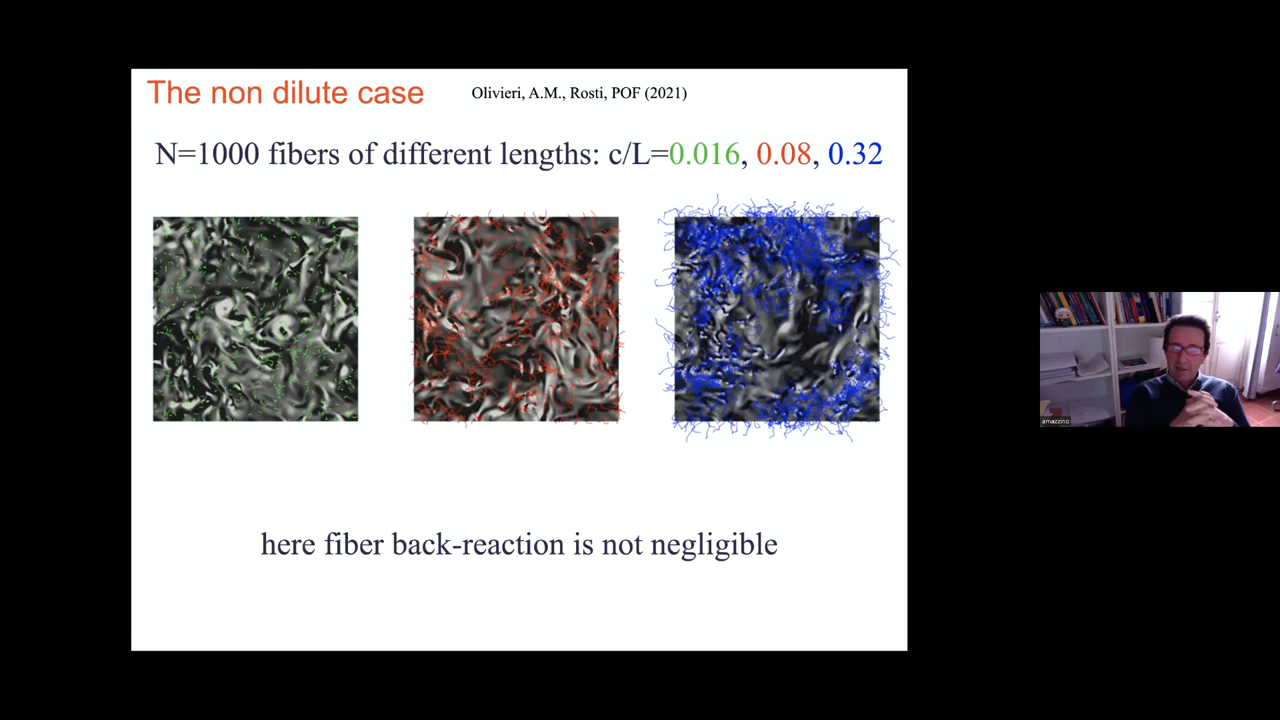 The non dilute case
Olivieri, A.M., Rosti, POF (2021)
N=1000 fibers of different lengths: c/L=0.016, 0.08, 0.32
here fiber back-reaction is not negligible
amazzino